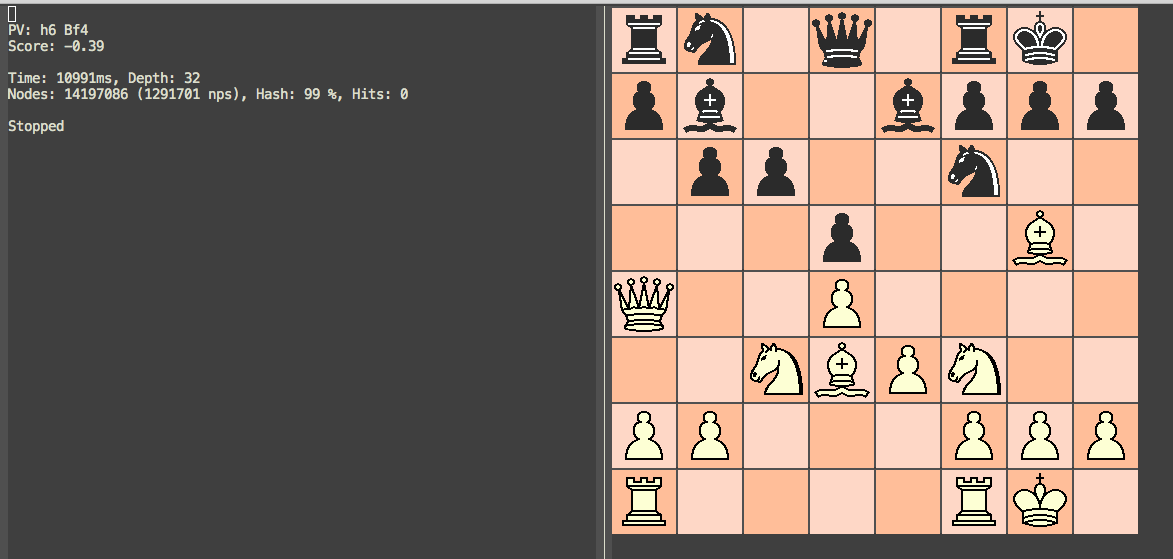 PV: h6 Bf4
Score: -0.39
Time: 10991ms, Depth: 32
Nodes: 14197086 (1291701 nps), Hash: 99 %, Hits: 0
Stopped